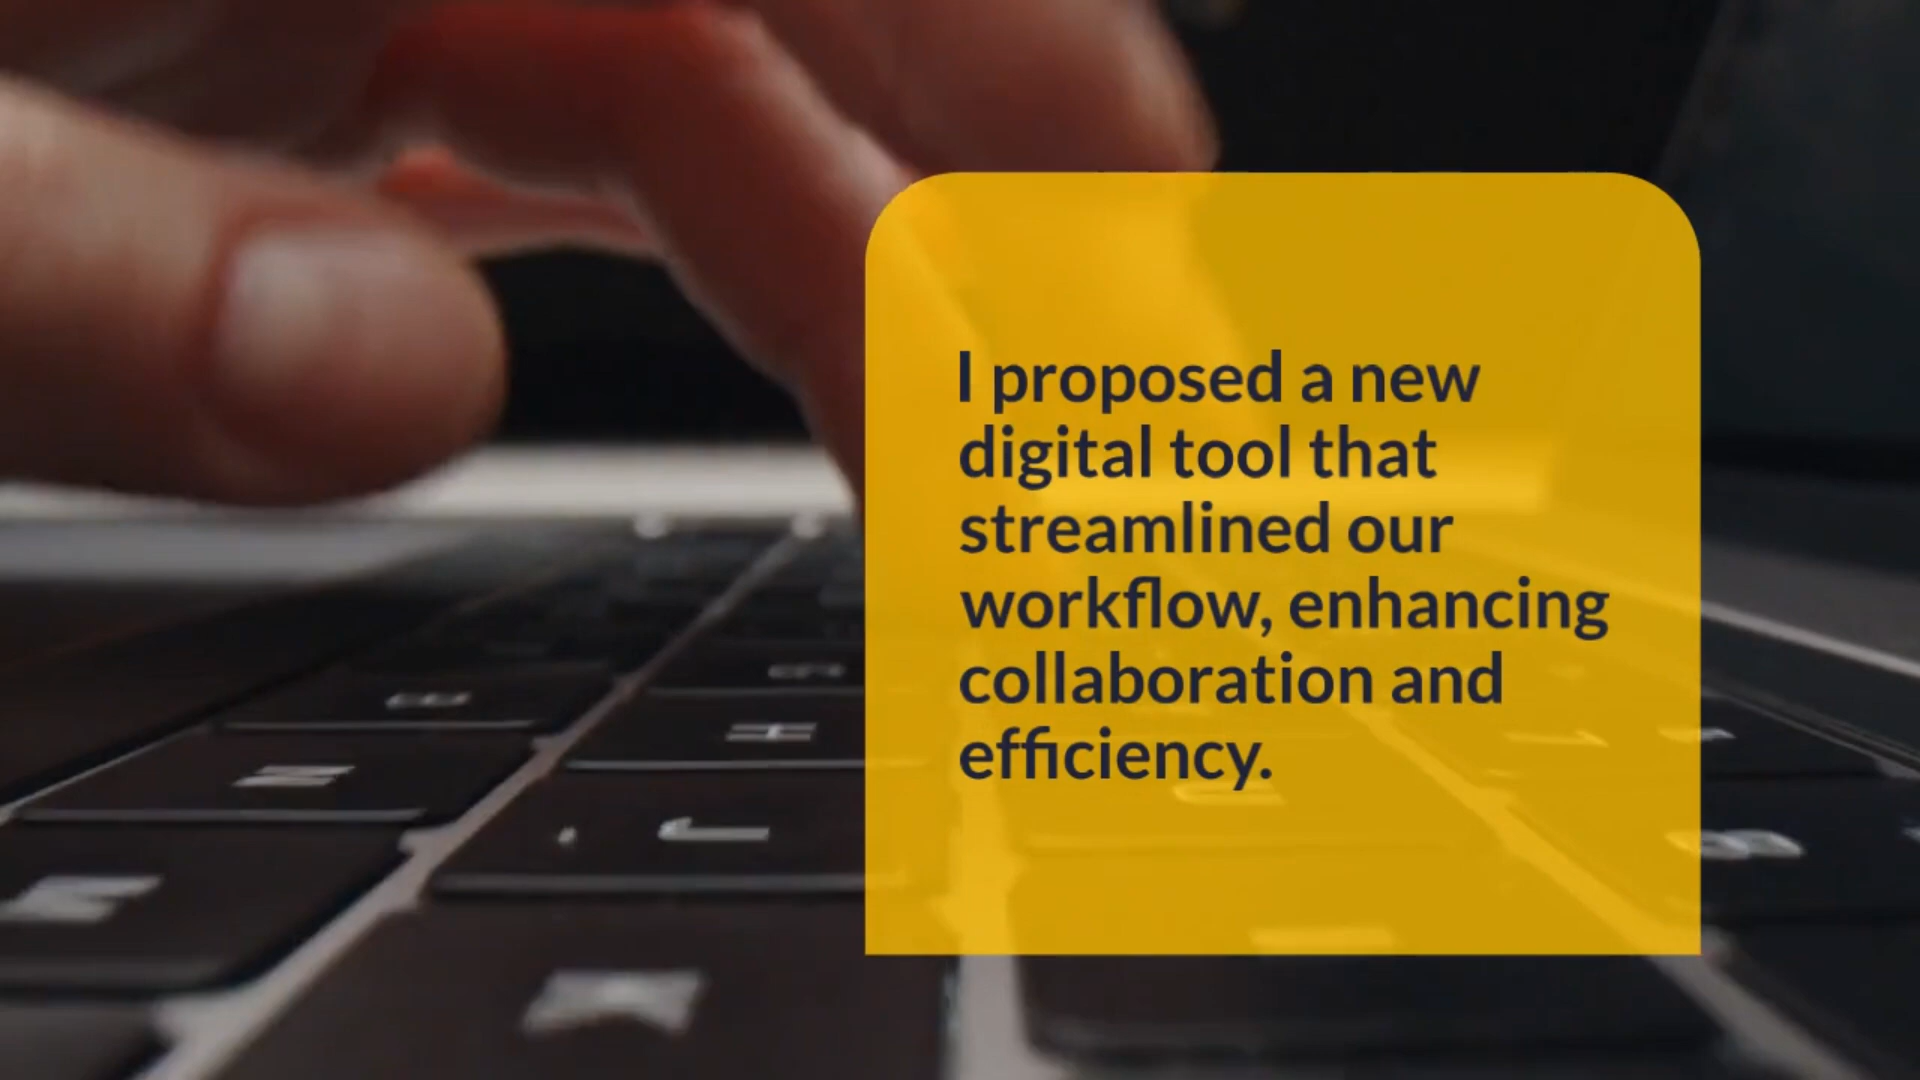 I proposed a new
digital tool that
streamlined our
workflow, enhancing
collaboration and
efficiency.